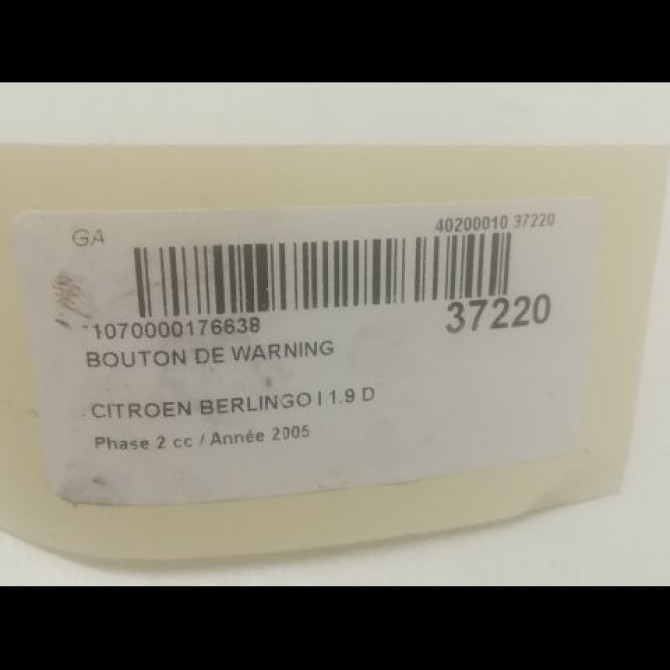 GA
40200010 37220
1070000176638
37220
BOUTON DE WARNING
CITROEN BERLINGO I 1.9 D
Phase 2 cc / Année 2005